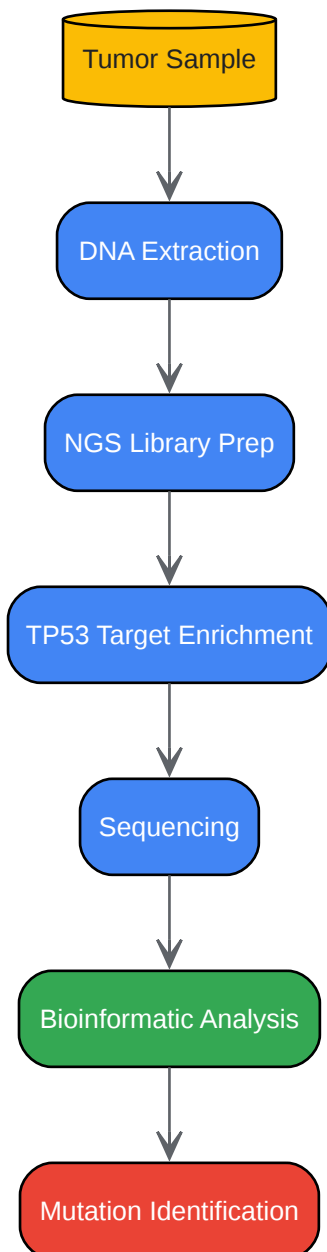 Tumor Sample
DNA Extraction
NGS Library Prep
TP53 Target Enrichment
Sequencing
Bioinformatic Analysis
Mutation Identification